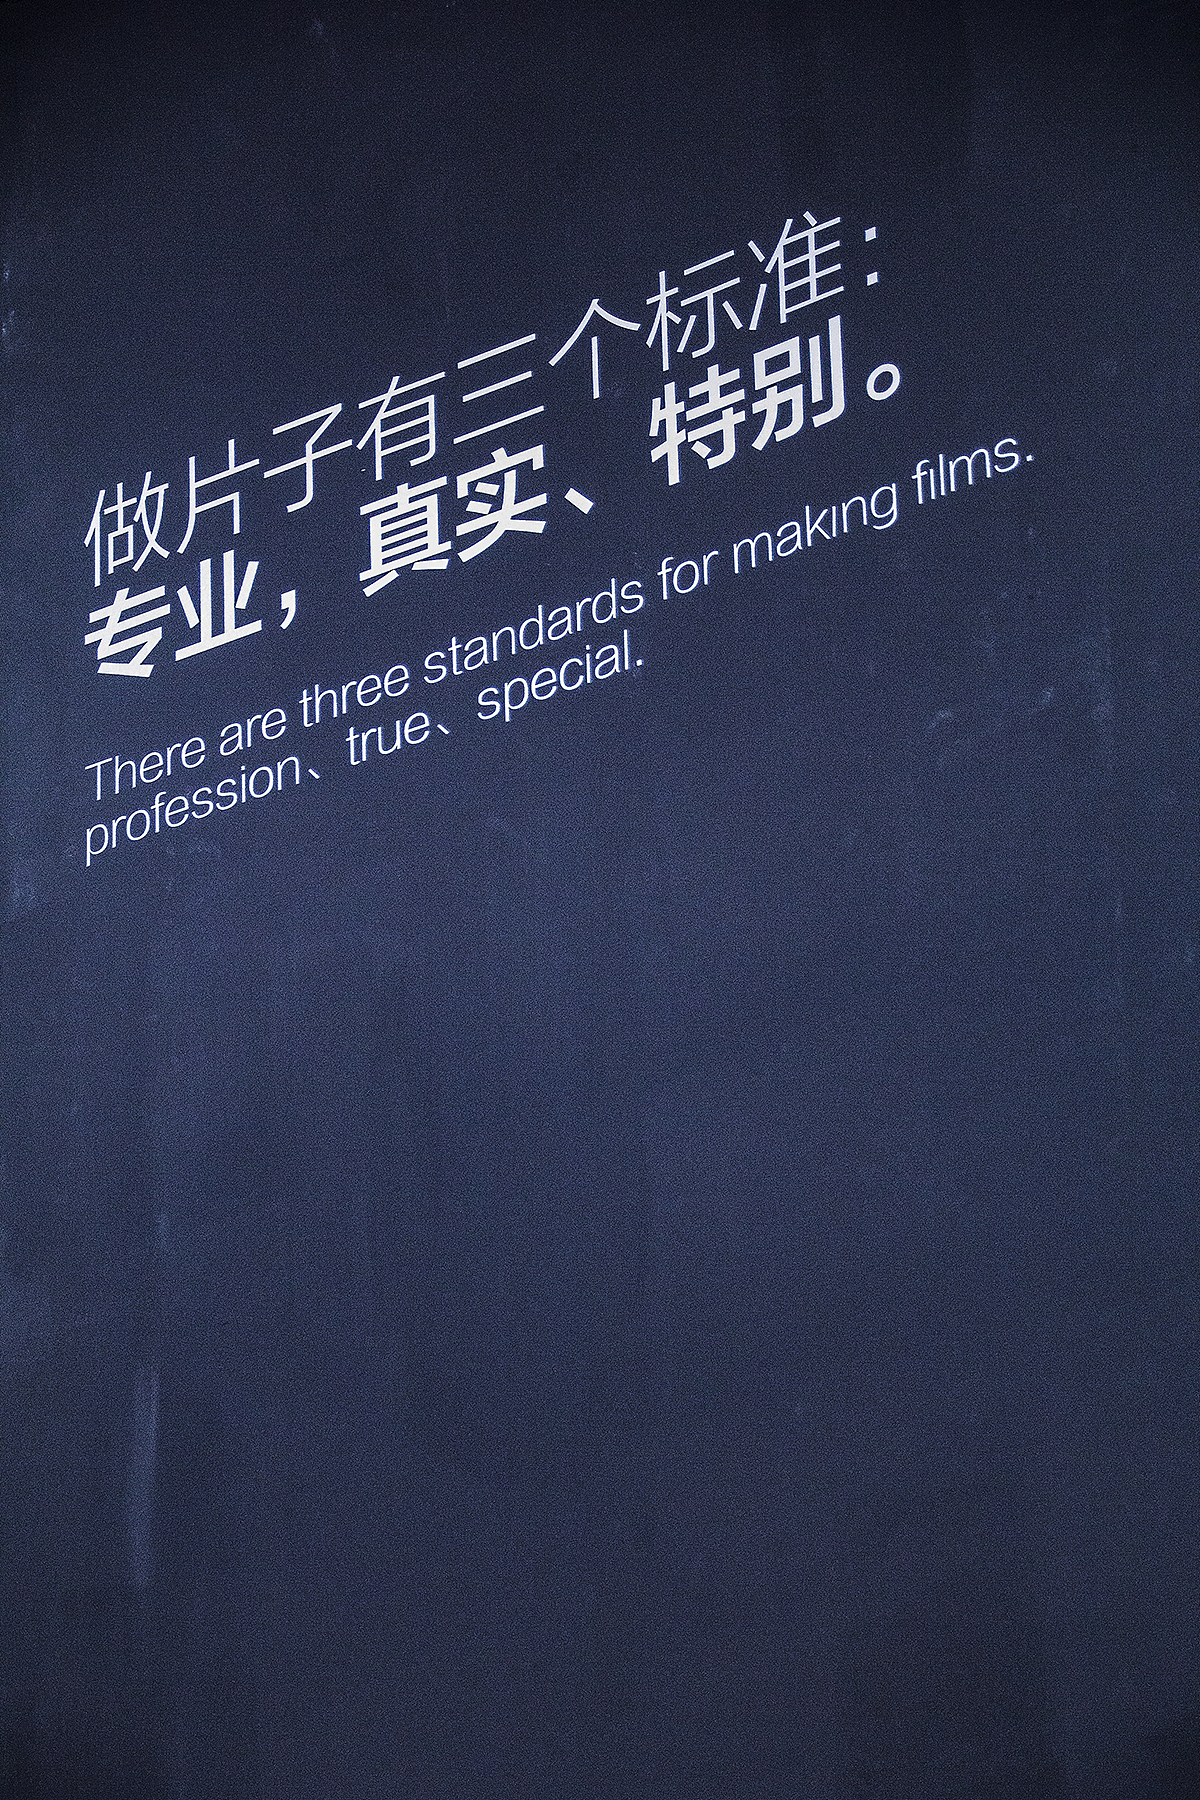 做片子有三个标准：
专业，真实、特别。
There are three standards for making films.
profession、true、special.